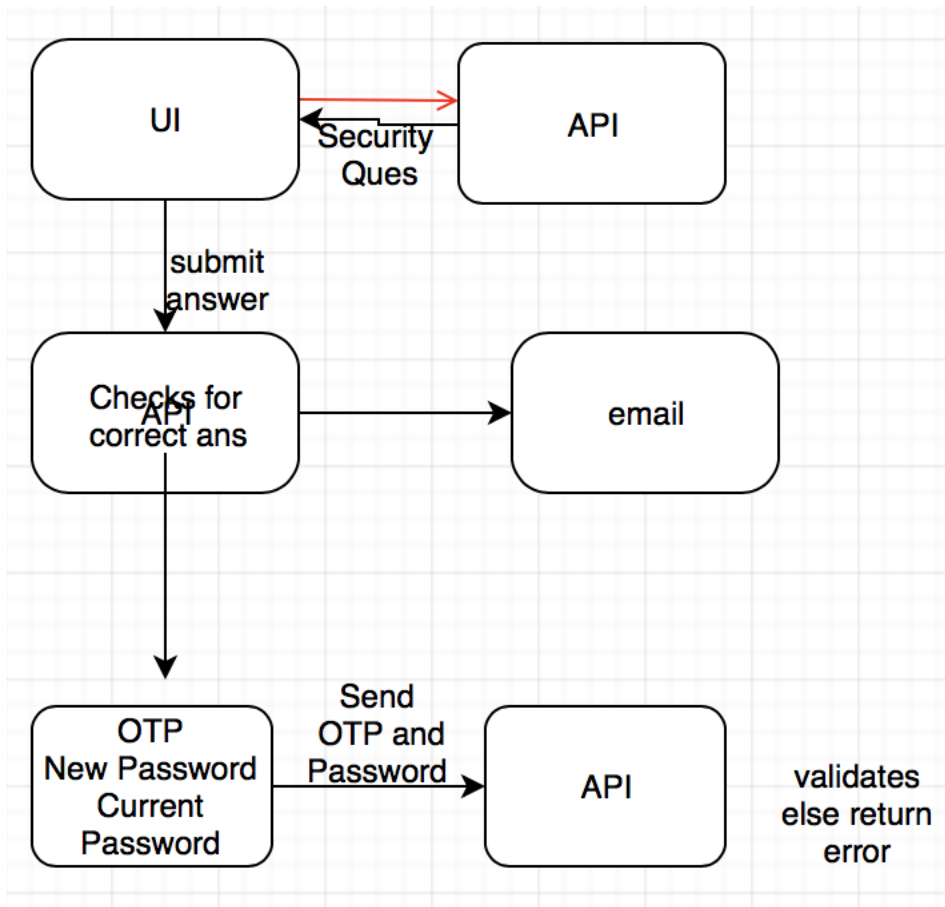 UI
API
Security
Ques
submit
answer
Checks for
API
correct ans
email
Send
OTP and
Password
OTP
New Password
Current
Password
API
validates
else return
error